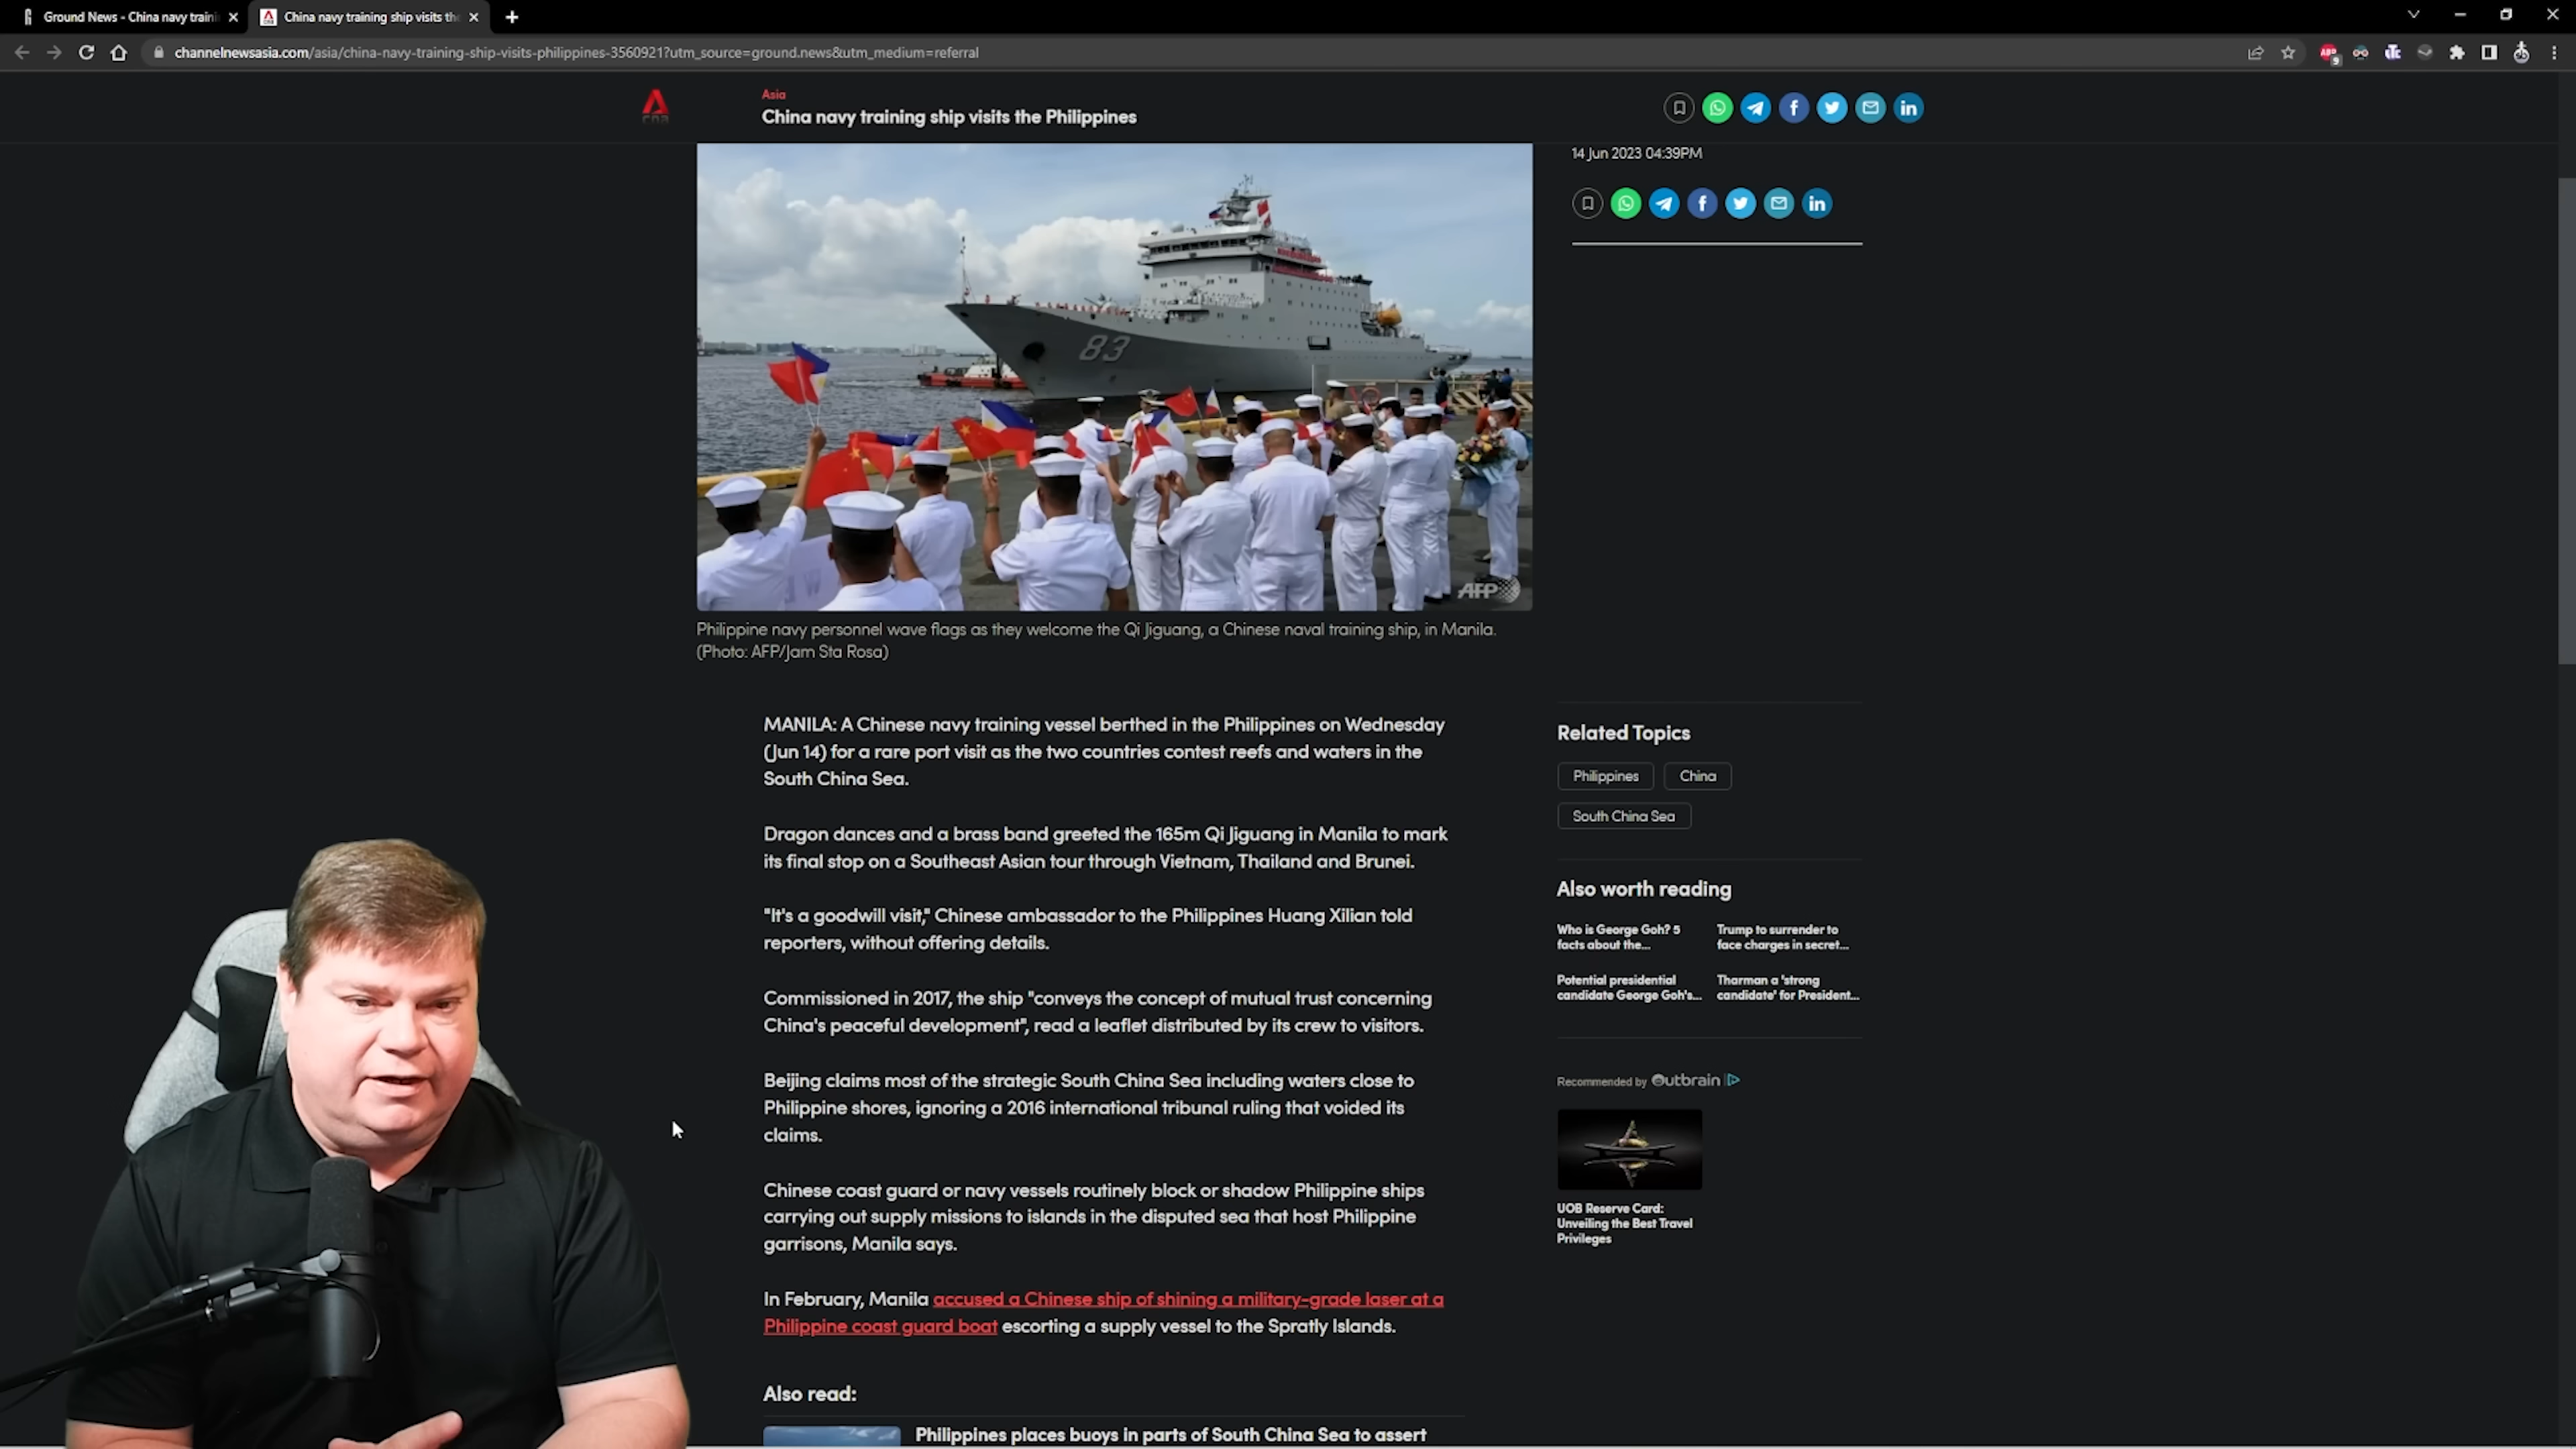 Ground News - China navy traini
China navy training ship visits the
channelnewsasia.com/asia/china-navy-training-ship-visits-philippines-3560921?utm_source=ground.news&utm_medium=referral
ABP
9
cna
Asia
China navy training ship visits the Philippines
14 Jun 2023 04:39PM
83
AFP
Philippine navy personnel wave flags as they welcome the Qi Jiguang, a Chinese naval training ship, in Manila.
(Photo: AFP/Jam Sta Rosa)
MANILA: A Chinese navy training vessel berthed in the Philippines on Wednesday
(Jun 14) for a rare port visit as the two countries contest reefs and waters in the
South China Sea.
Dragon dances and a brass band greeted the 165m Qi Jiguang in Manila to mark
its final stop on a Southeast Asian tour through Vietnam, Thailand and Brunei.
"It's a goodwill visit," Chinese ambassador to the Philippines Huang Xilian told
reporters, without offering details.
Commissioned in 2017, the ship "conveys the concept of mutual trust concerning
China's peaceful development", read a leaflet distributed by its crew to visitors.
Beijing claims most of the strategic South China Sea including waters close to
Philippine shores, ignoring a 2016 international tribunal ruling that voided its
claims.
Chinese coast guard or navy vessels routinely block or shadow Philippine ships
carrying out supply missions to islands in the disputed sea that host Philippine
garrisons, Manila says.
In February, Manila accused a Chinese ship of shining a military-grade laser at a
Philippine coast guard boat escorting a supply vessel to the Spratly Islands.
Also read:
Philippines places buoys in parts of South China Sea to assert
Related Topics
Philippines
China
South China Sea
Also worth reading
Who is George Goh? 5
facts about the...
Trump to surrender to
face charges in secret...
Potential presidential
candidate George Goh's...
Tharman a 'strong
candidate' for President...
Recommended by Outbrain
UOB Reserve Card:
Unveiling the Best Travel
Privileges